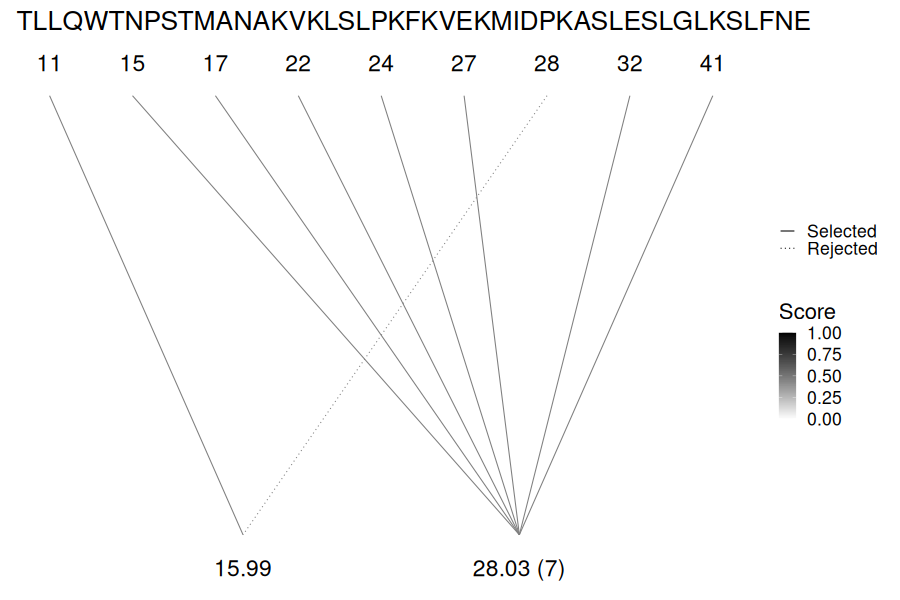 TLLQWTNPSTMANAKVKLSLPKFKVEKMIDPKASLESLGLKSLFNE
11 15 17 22 24 27 28 32 41
Selected
Rejected
Score
1.00
0.75
0.50
0.25
0.00
15.99 28.03 (7)